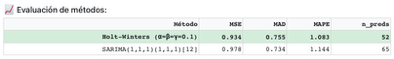 📈 Evaluación de métodos:
Método MSE MAD MAPE n_preds
Holt-Winters (α=β=γ=0.1) 0.934 0.755 1.083 52
SARIMA(1,1,1)(1,1,1)[12] 0.978 0.734 1.144 65